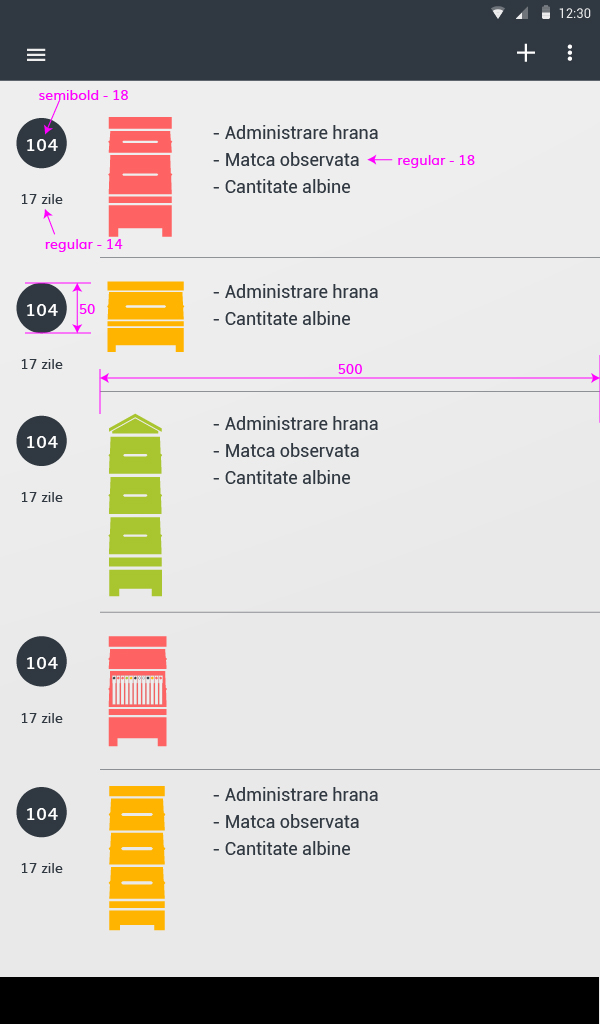 12:30
semibold - 18
104
17 zile
regular - 14
- Administrare hrana
- Matca observata
regular - 18
- Cantitate albine
104
50
17 zile
- Administrare hrana
- Cantitate albine
500
104
17 zile
- Administrare hrana
- Matca observata
- Cantitate albine
104
17 zile
104
17 zile
- Administrare hrana
- Matca observata
- Cantitate albine